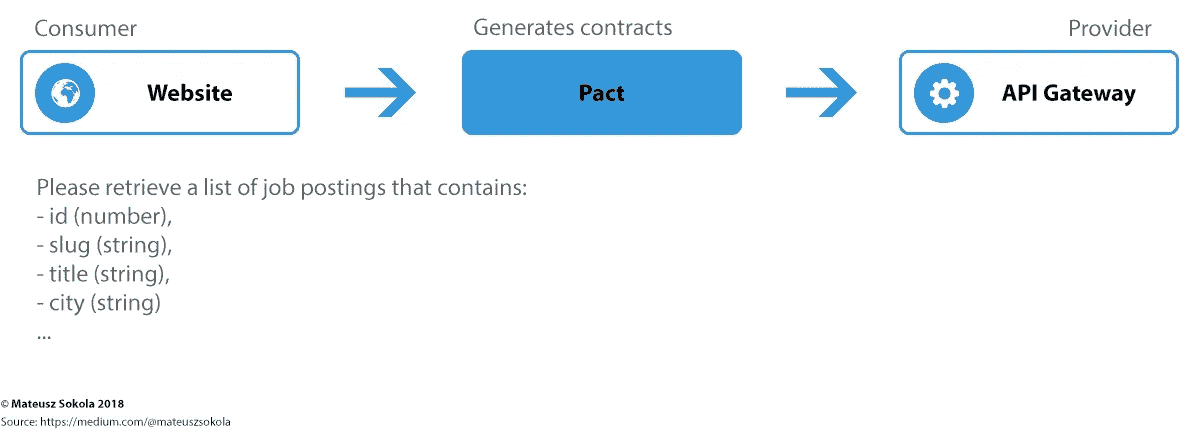 Consumer
Generates contracts
Provider
Website
Pact
API Gateway
Please retrieve a list of job postings that contains:
- id (number),
- slug (string),
- title (string),
- city (string)
...
© Mateusz Sokola 2018
Source: https://medium.com/@mateuszsokola